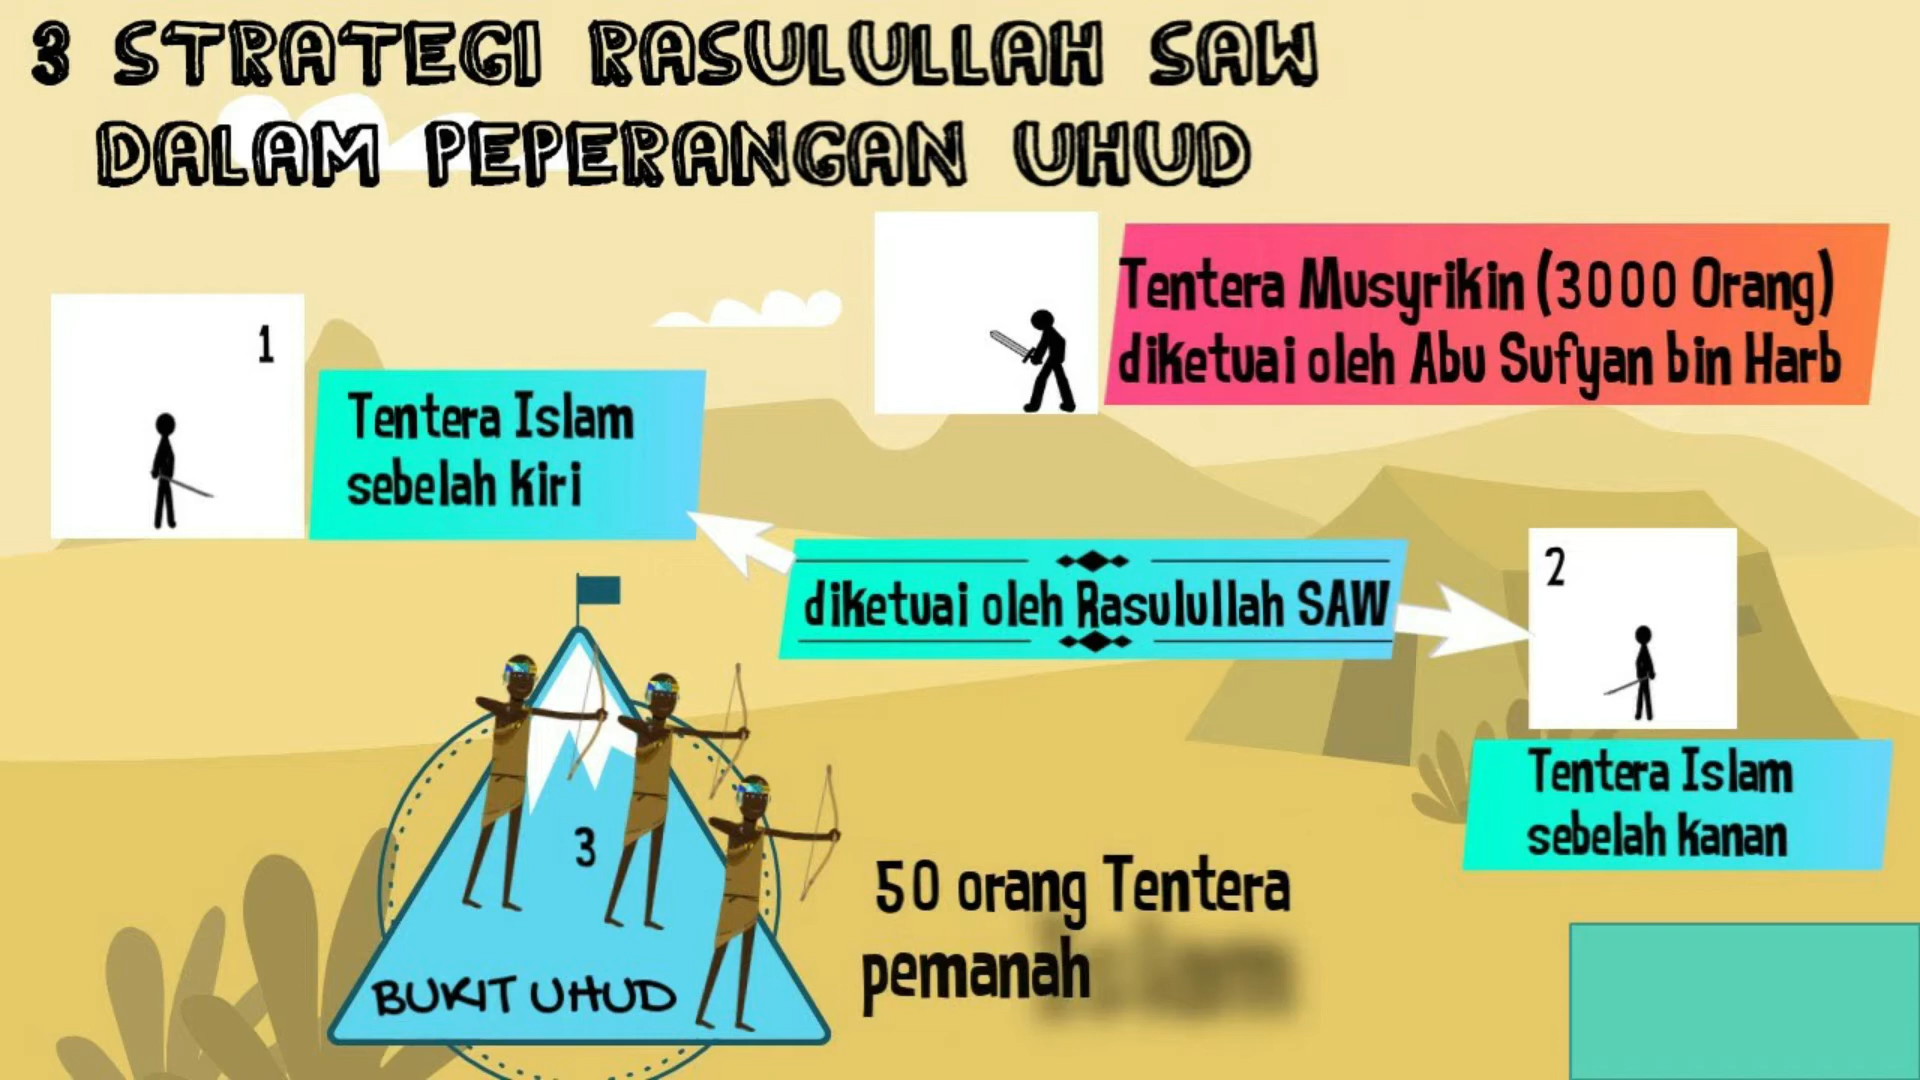 3 STRATEGI RASULULLAH SAW
DALAM PEPERANGAN UHUD
Tentera Musyrikin (3000 Orang)
diketuai oleh Abu Sufyan bin Harb
1
Tentera Islam
sebelah kiri
diketuai oleh Rasulullah SAW
2
Tentera Islam
sebelah kanan
3
BUKIT UHUD
50 orang Tentera
pemanah